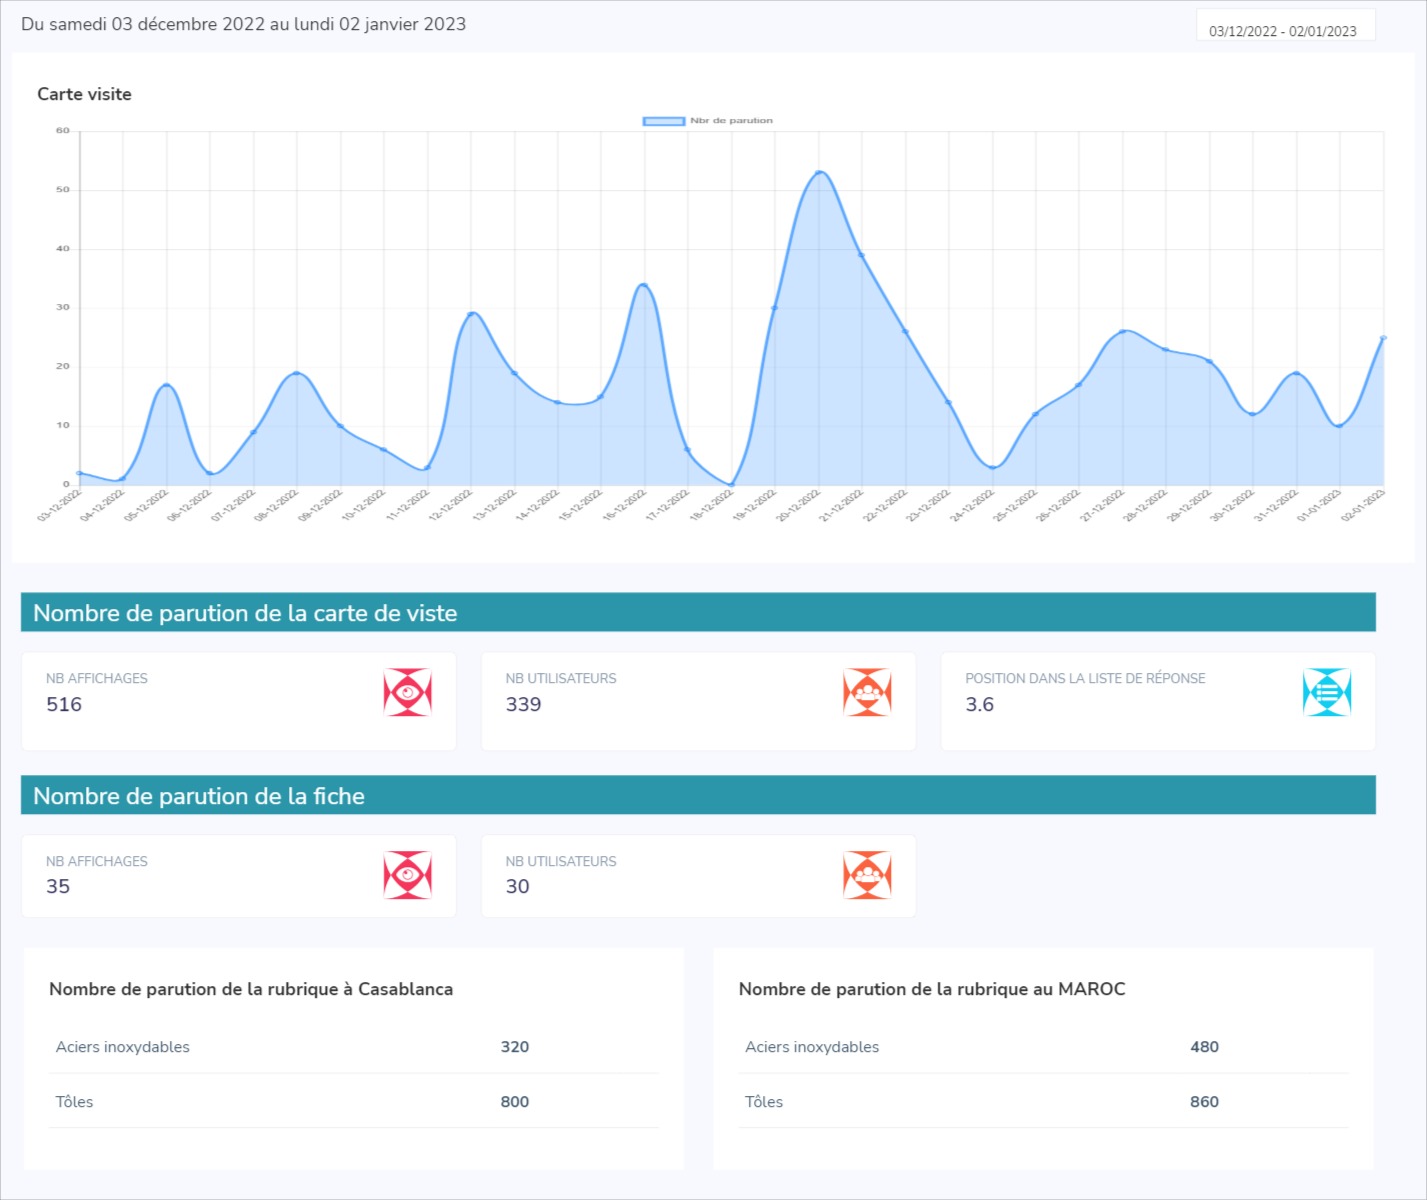 Du samedi 03 décembre 2022 au lundi 02 janvier 2023
03/12/2022 - 02/01/2023
Carte visite
Nbr de parution
60
50
40
30
20
10
0
03-12-2022
04-12-2022
05-12-2022
06-12-2022
07-12-2022
08-12-2022
09-12-2022
10-12-2022
11-12-2022
12-12-2022
13-12-2022
14-12-2022
15-12-2022
16-12-2022
17-12-2022
18-12-2022
19-12-2022
20-12-2022
21-12-2022
22-12-2022
23-12-2022
24-12-2022
25-12-2022
26-12-2022
27-12-2022
28-12-2022
29-12-2022
30-12-2022
31-12-2022
01-01-2023
02-01-2023
Nombre de parution de la carte de viste
NB AFFICHAGES
516
NB UTILISATEURS
339
POSITION DANS LA LISTE DE RÉPONSE
3.6
Nombre de parution de la fiche
NB AFFICHAGES
35
NB UTILISATEURS
30
Nombre de parution de la rubrique à Casablanca
Aciers inoxydables 320
Tôles 800
Nombre de parution de la rubrique au MAROC
Aciers inoxydables 480
Tôles 860